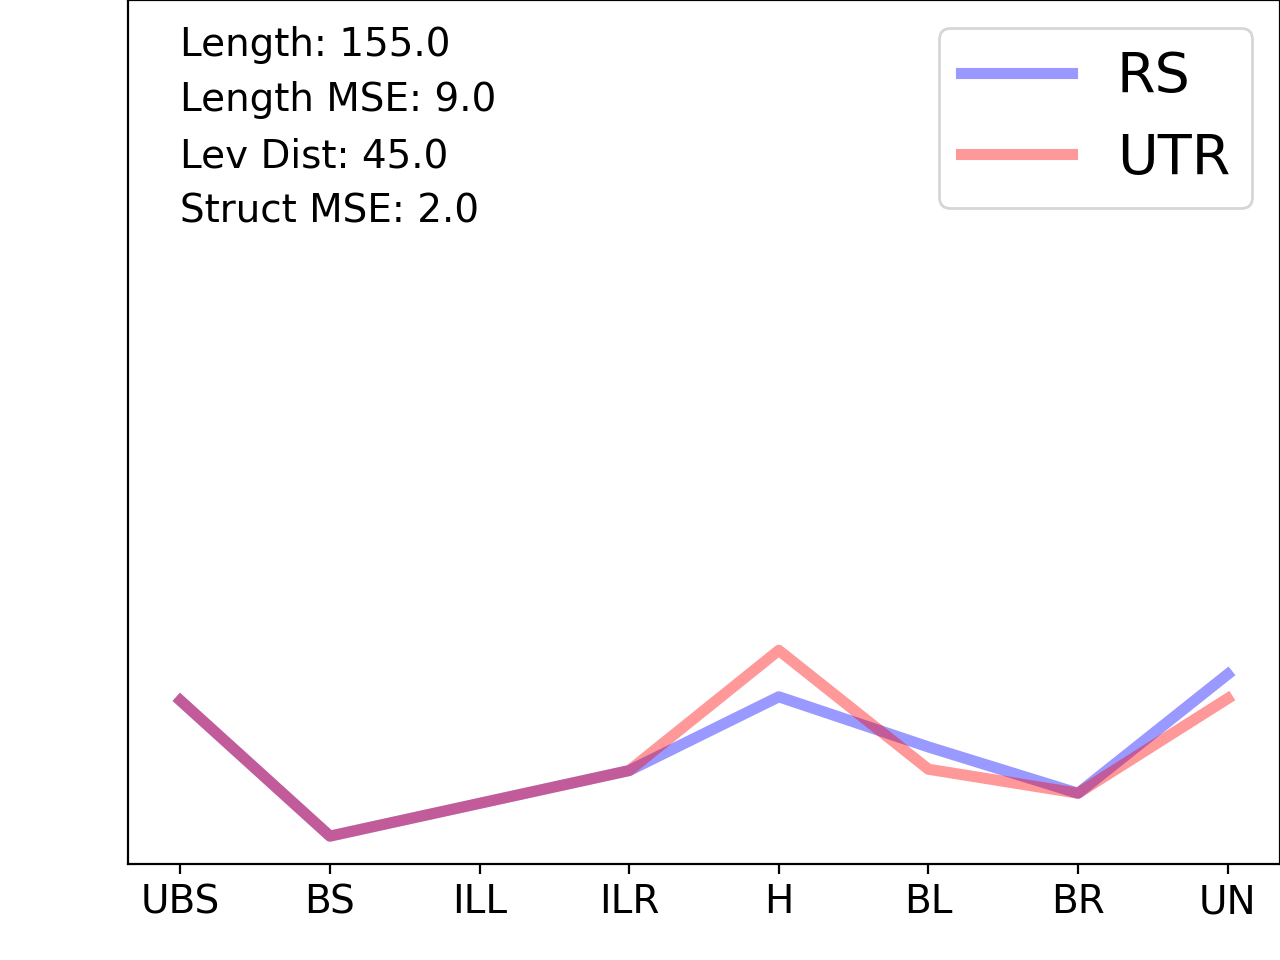 Length: 155.0
Length MSE: 9.0
Lev Dist: 45.0
Struct MSE: 2.0
RS
UTR
UBS BS ILL ILR H BL BR UN